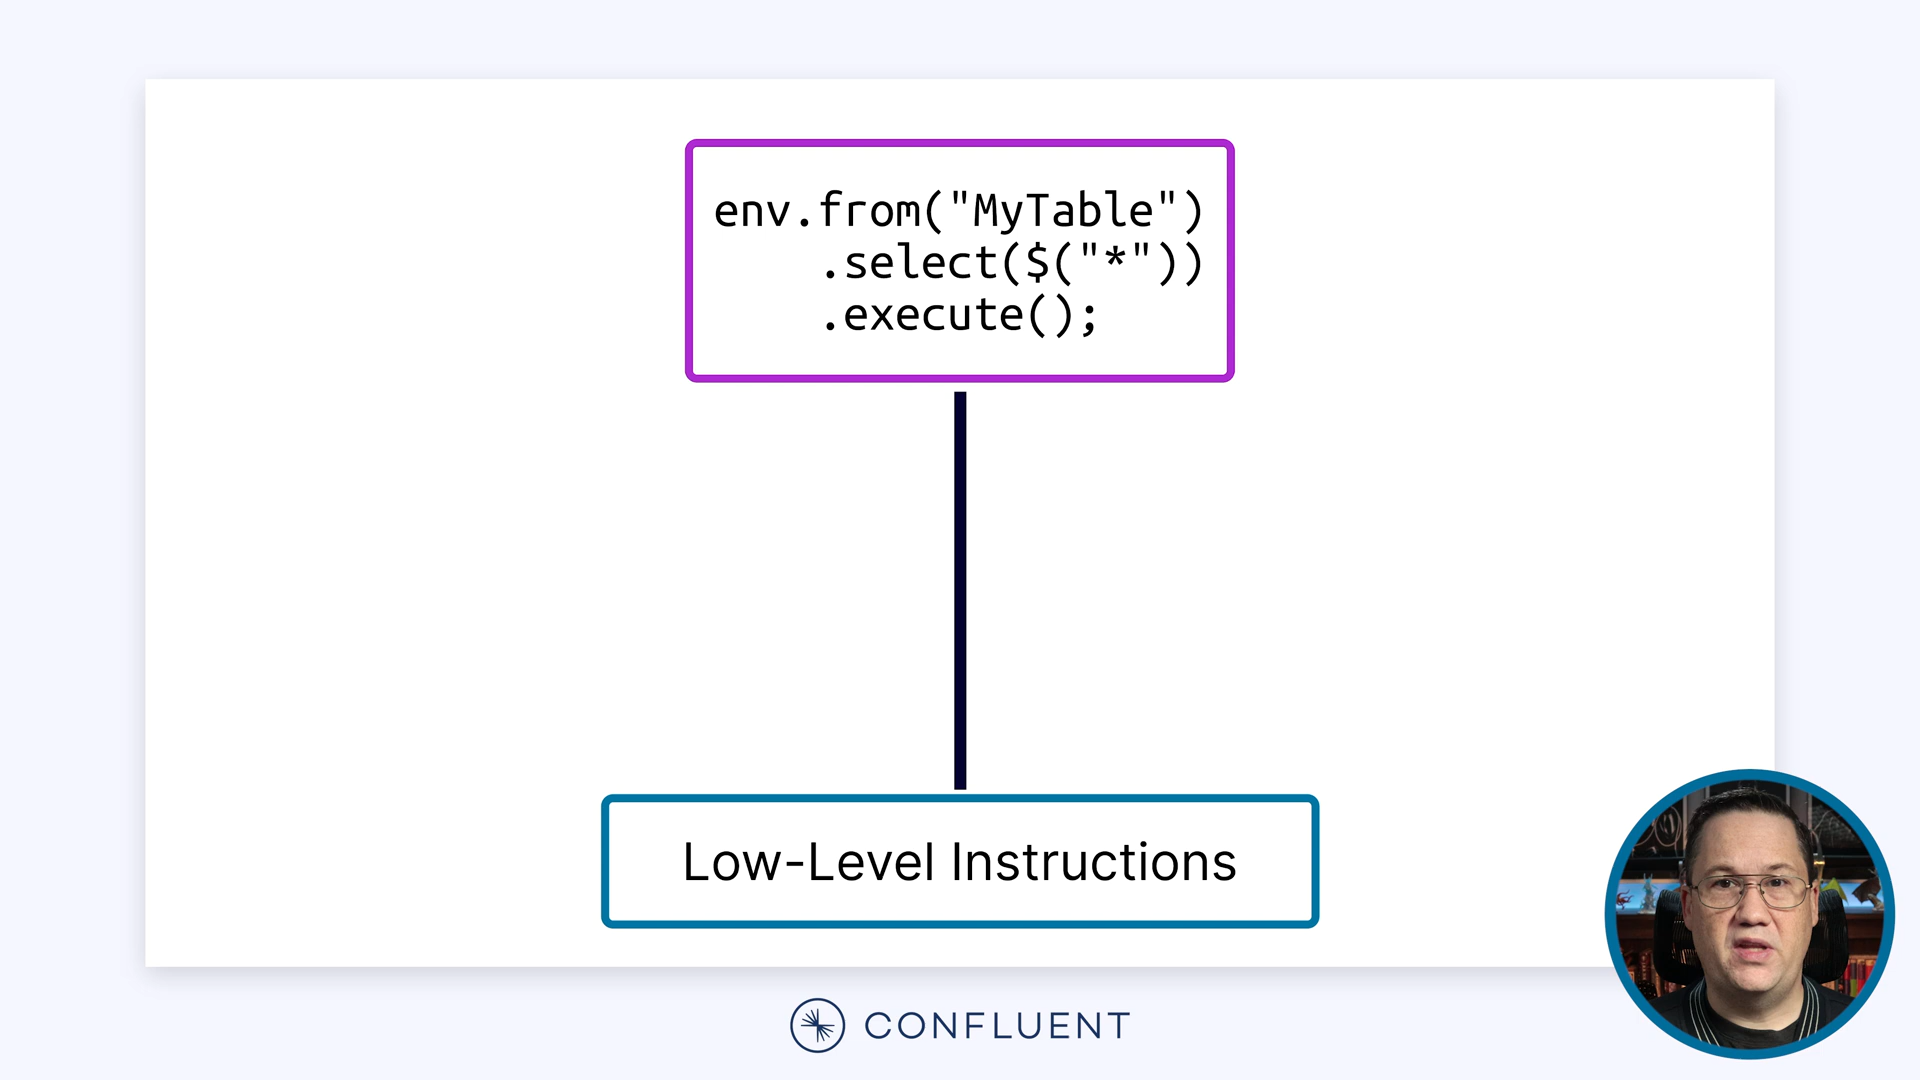 env.from("MyTable")
.select($("*"))
.execute();
Low-Level Instructions
CONFLUENT